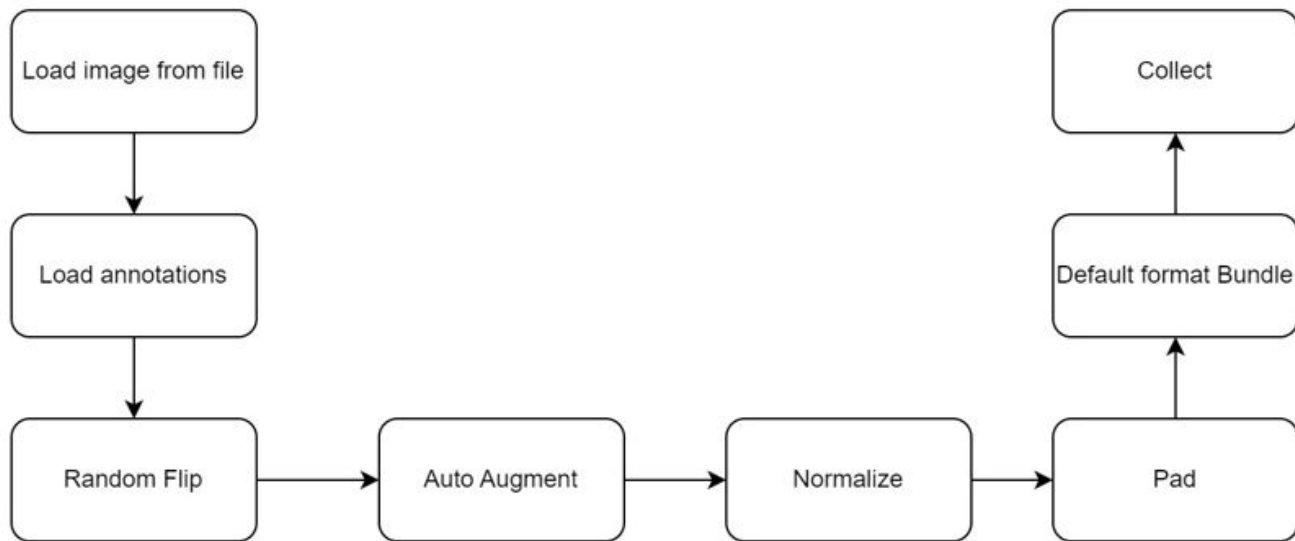 Load image from file
Load annotations
Random Flip
Auto Augment
Normalize
Pad
Default format Bundle
Collect